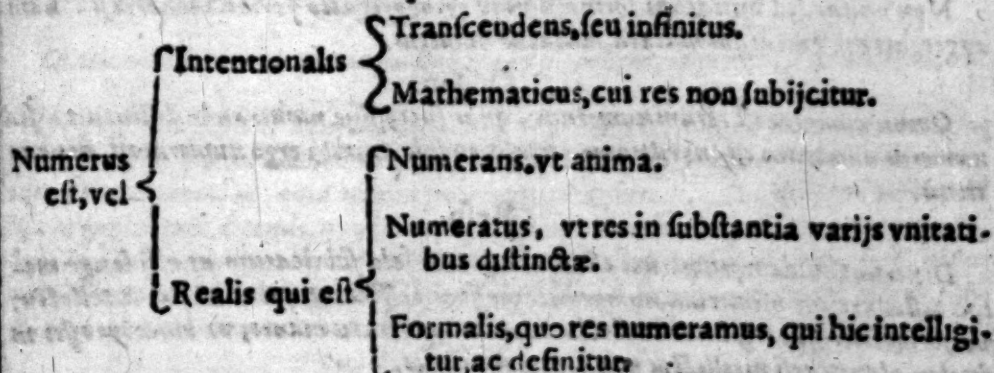 Tranſcendens, ſeu infinitus.
Intentionalis
Mathematicus, cui res non ſubijcitur.
Numerus
eſt, vel
Numerans. vt anima.
Numeratus, vt res in ſubſtantia varijs vnitati-
bus diſtinctæ.
Realis qui eſt
Formalis, quo res numeramus, qui hic intelligi-
tur, ac definitur